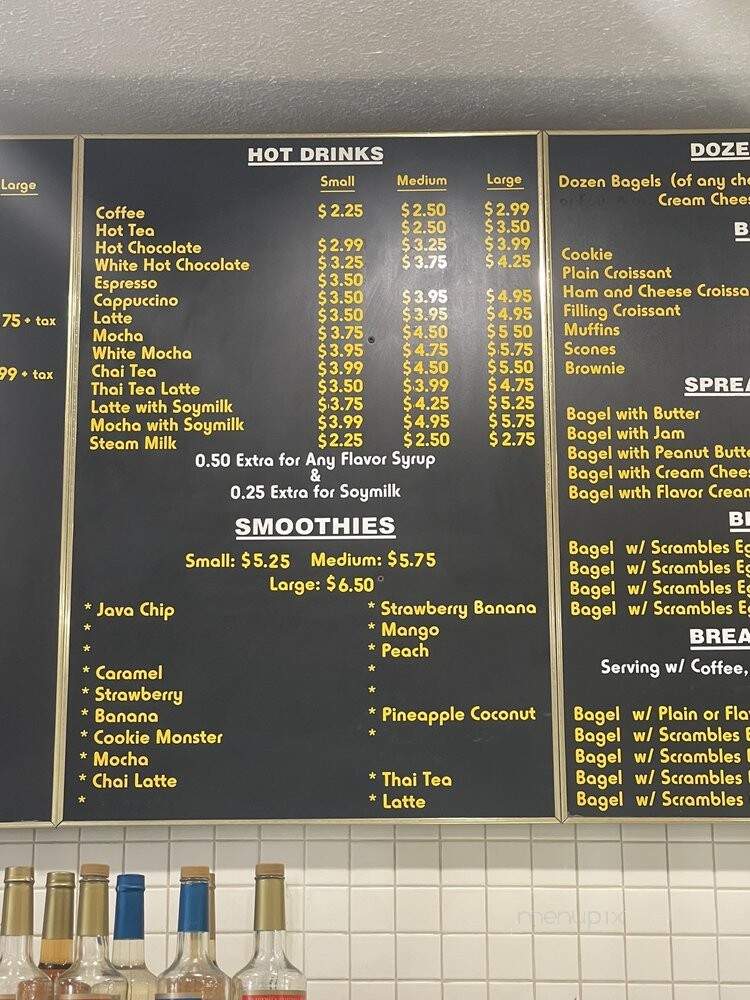 Large
75 + tax
99 + tax
HOT DRINKS
Small Medium Large
Coffee $2.25 $2.50 $2.99
Hot Tea $2.50 $3.50
Hot Chocolate $2.99 $3.25 $3.99
White Hot Chocolate $3.25 $3.75 $4.25
Espresso $3.50
Cappuccino $3.50 $3.95 $4.95
Latte $3.50 $3.95 $4.95
Mocha $3.75 $4.50 $5 50
White Mocha $3.95 $4.75 $5.75
Chai Tea $3.99 $4.50 $5.50
Thai Tea Latte $3.50 $3.99 $4.75
Latte with Soymilk $3.75 $4.25 $5.25
Mocha with Soymilk $3.99 $4.95 $5.75
Steam Milk $2.25 $2.50 $2.75
0.50 Extra for Any Flavor Syrup
&
0.25 Extra for Soymilk
SMOOTHIES
Small: $5.25 Medium: $5.75
Large: $6.50
* Java Chip
*
*
* Caramel
* Strawberry
* Banana
* Cookie Monster
* Mocha
* Chai Latte
*
* Strawberry Banana
* Mango
* Peach
*
*
* Pineapple Coconut
*
* Thai Tea
* Latte
DOZE
Dozen Bagels (of any ch
Cream Chees
B
Cookie
Plain Croissant
Ham and Cheese Croissa
Filling Croissant
Muffins
Scones
Brownie
SPREA
Bagel with Butter
Bagel with Jam
Bagel with Peanut Butte
Bagel with Cream Chees
Bagel with Flavor Crean
BI
Bagel w/ Scrambles Eg
Bagel w/ Scrambles Eg
Bagel w/ Scrambles Eg
Bagel w/ Scrambles Eg
BREA
Serving w/ Coffee,
Bagel w/ Plain or Fla
Bagel w/ Scrambles E
Bagel w/ Scrambles
Bagel w/ Scrambles
Bagel w/ Scrambles
menupix